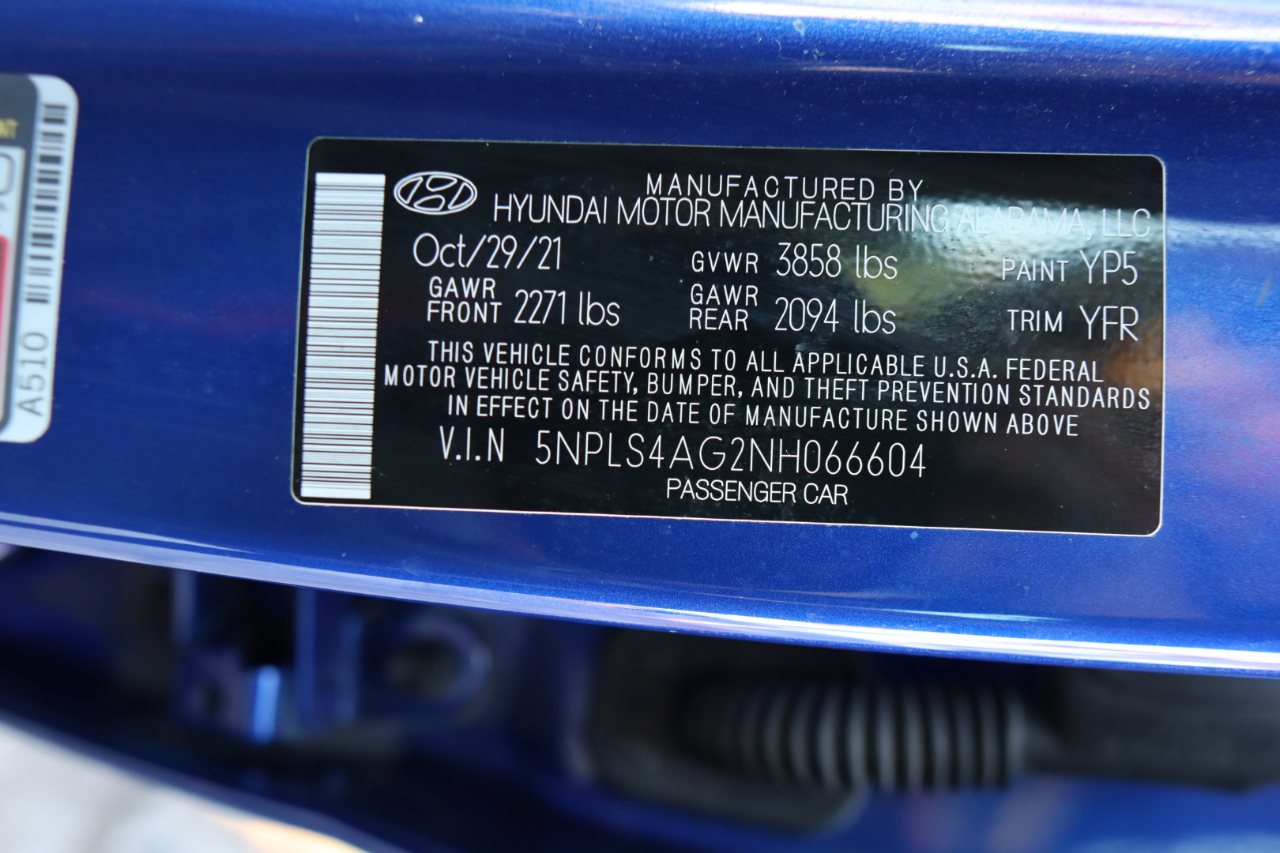 MANUFACTURED BY
HYUNDAI MOTOR MANUFACTURING ALABAMA, LLC
Oct/29/21 GVWR 3858 lbs PAINT YP5
GAWR FRONT 2271 lbs GAWR REAR 2094 lbs TRIM YFR
THIS VEHICLE CONFORMS TO ALL APPLICABLE U.S.A. FEDERAL
MOTOR VEHICLE SAFETY, BUMPER, AND THEFT PREVENTION STANDARDS
IN EFFECT ON THE DATE OF MANUFACTURE SHOWN ABOVE
V.I.N 5NPLS4AG2NH066604
PASSENGER CAR
A510